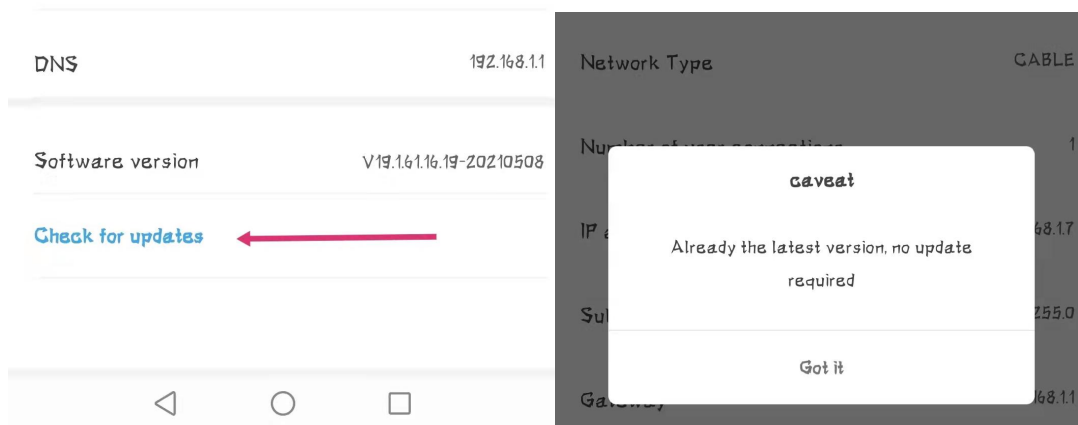 DNS 192.168.1.1
Software version V19.1.61.16.19-20210508
Check for updates
Network Type CABLE
1
caveat
IP 68.1.7
Already the latest version, no update
required
255.0
Got it
68.1.1